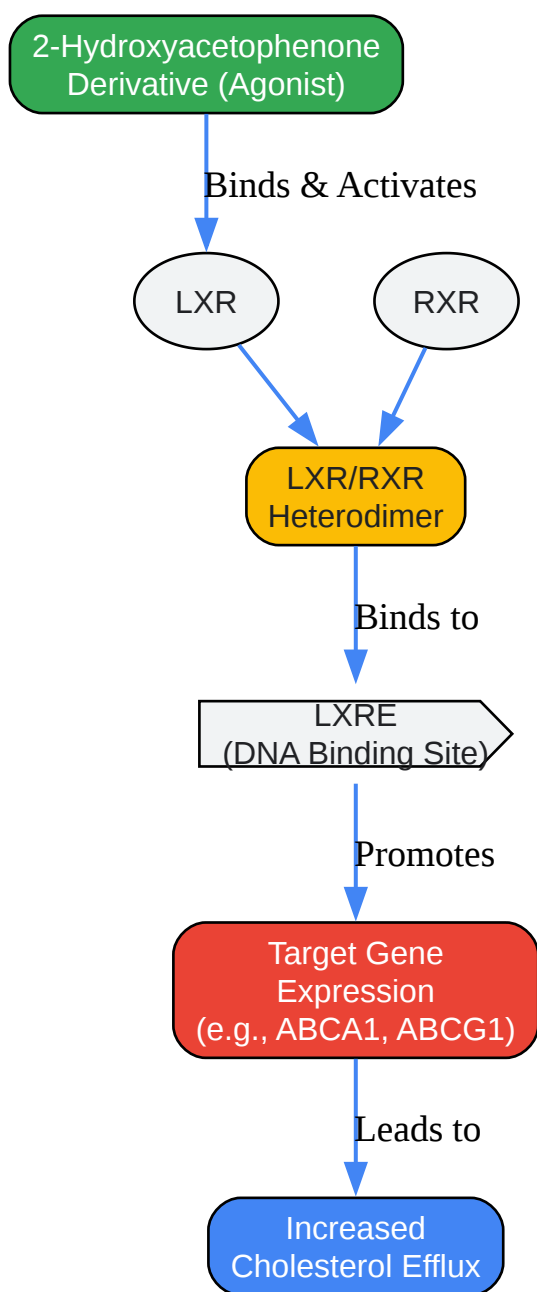 2-Hydroxyacetophenone
Derivative (Agonist)
Binds & Activates
LXR
RXR
LXR/RXR
Heterodimer
Binds to
LXRE
(DNA Binding Site)
Promotes
Target Gene
Expression
(e.g., ABCA1, ABCG1)
Leads to
Increased
Cholesterol Efflux